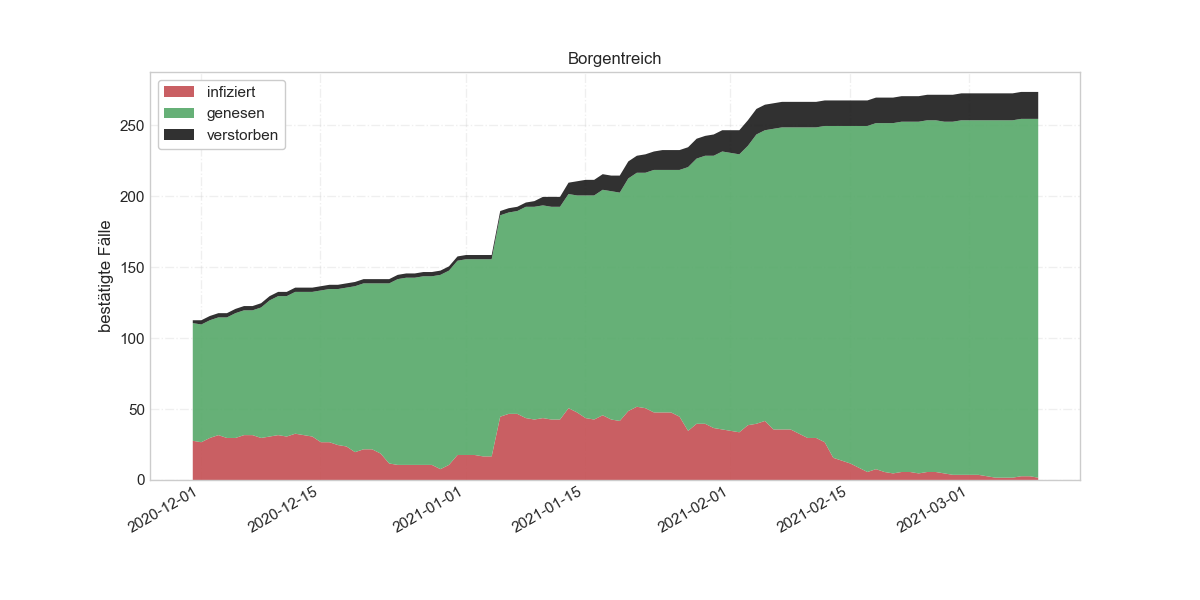 Borgentreich
infiziert
genesen
verstorben
bestätigte Fälle
250
200
150
100
50
0
2020-12-01
2020-12-15
2021-01-01
2021-01-15
2021-02-01
2021-02-15
2021-03-01